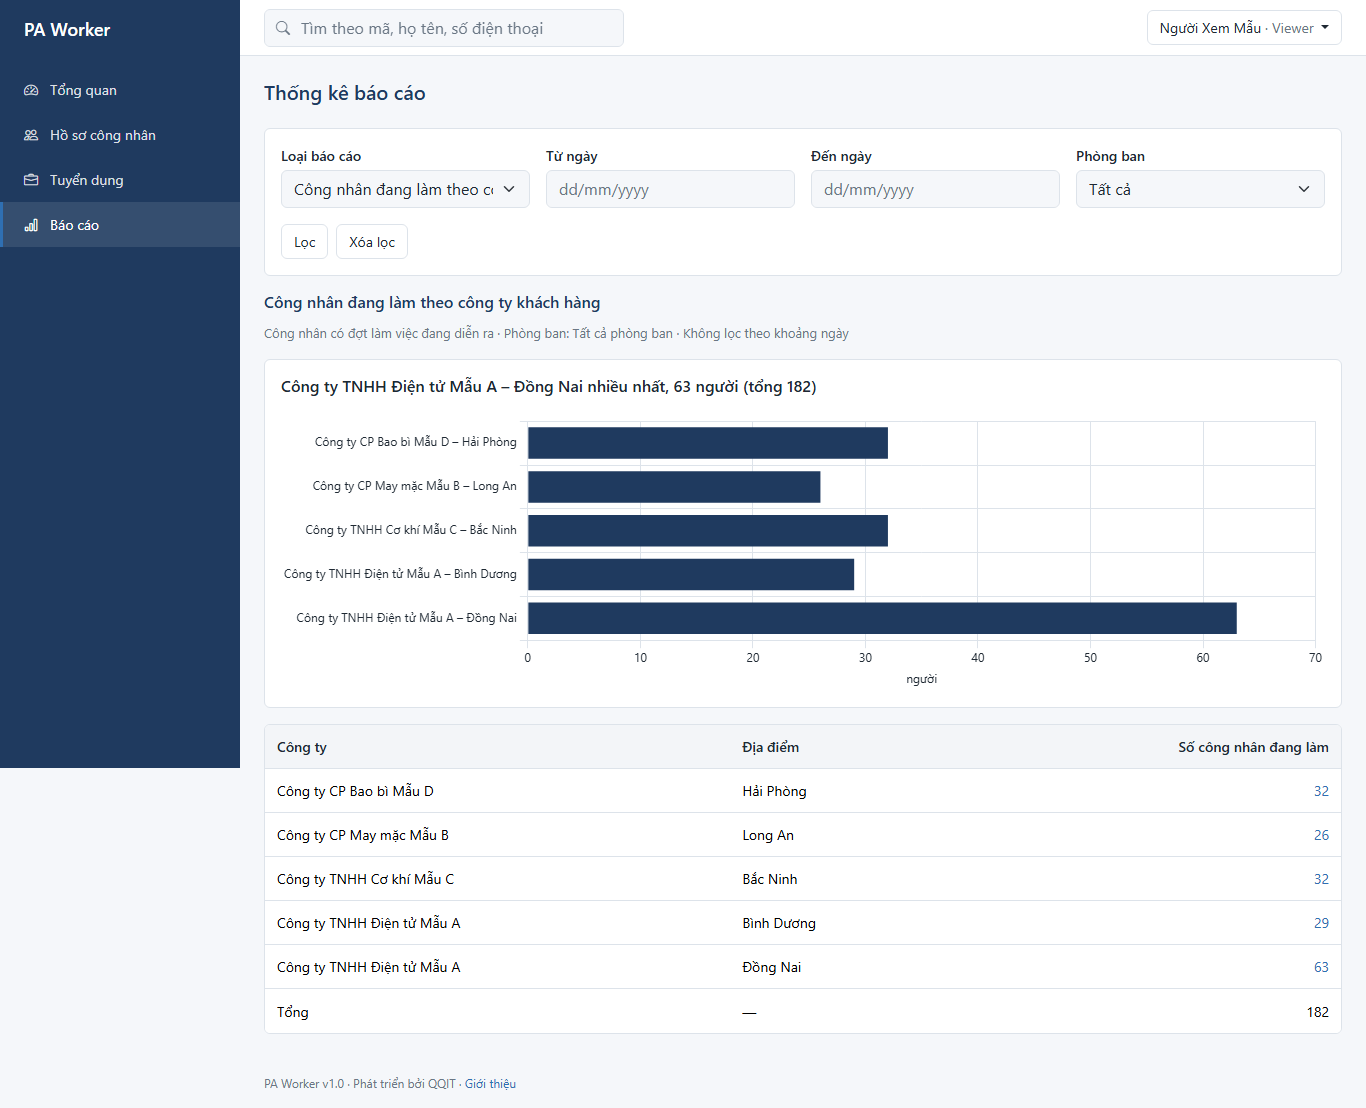 PA Worker
Tìm theo mã, họ tên, số điện thoại
Người Xem Mẫu · Viewer
Tổng quan
Hồ sơ công nhân
Tuyển dụng
Báo cáo
Thống kê báo cáo
Loại báo cáo
Từ ngày
Đến ngày
Phòng ban
Công nhân đang làm theo cc
dd/mm/yyyy
dd/mm/yyyy
Tất cả
Lọc
Xóa lọc
Công nhân đang làm theo công ty khách hàng
Công nhân có đợt làm việc đang diễn ra · Phòng ban: Tất cả phòng ban · Không lọc theo khoảng ngày
Công ty TNHH Điện tử Mẫu A – Đồng Nai nhiều nhất, 63 người (tổng 182)
Công ty CP Bao bì Mẫu D – Hải Phòng
Công ty CP May mặc Mẫu B – Long An
Công ty TNHH Cơ khí Mẫu C – Bắc Ninh
Công ty TNHH Điện tử Mẫu A – Bình Dương
Công ty TNHH Điện tử Mẫu A – Đồng Nai
0 10 20 30 40 50 60 70
người
Công ty Địa điểm Số công nhân đang làm
Công ty CP Bao bì Mẫu D Hải Phòng 32
Công ty CP May mặc Mẫu B Long An 26
Công ty TNHH Cơ khí Mẫu C Bắc Ninh 32
Công ty TNHH Điện tử Mẫu A Bình Dương 29
Công ty TNHH Điện tử Mẫu A Đồng Nai 63
Tổng — 182
PA Worker v1.0 · Phát triển bởi QQIT · Giới thiệu